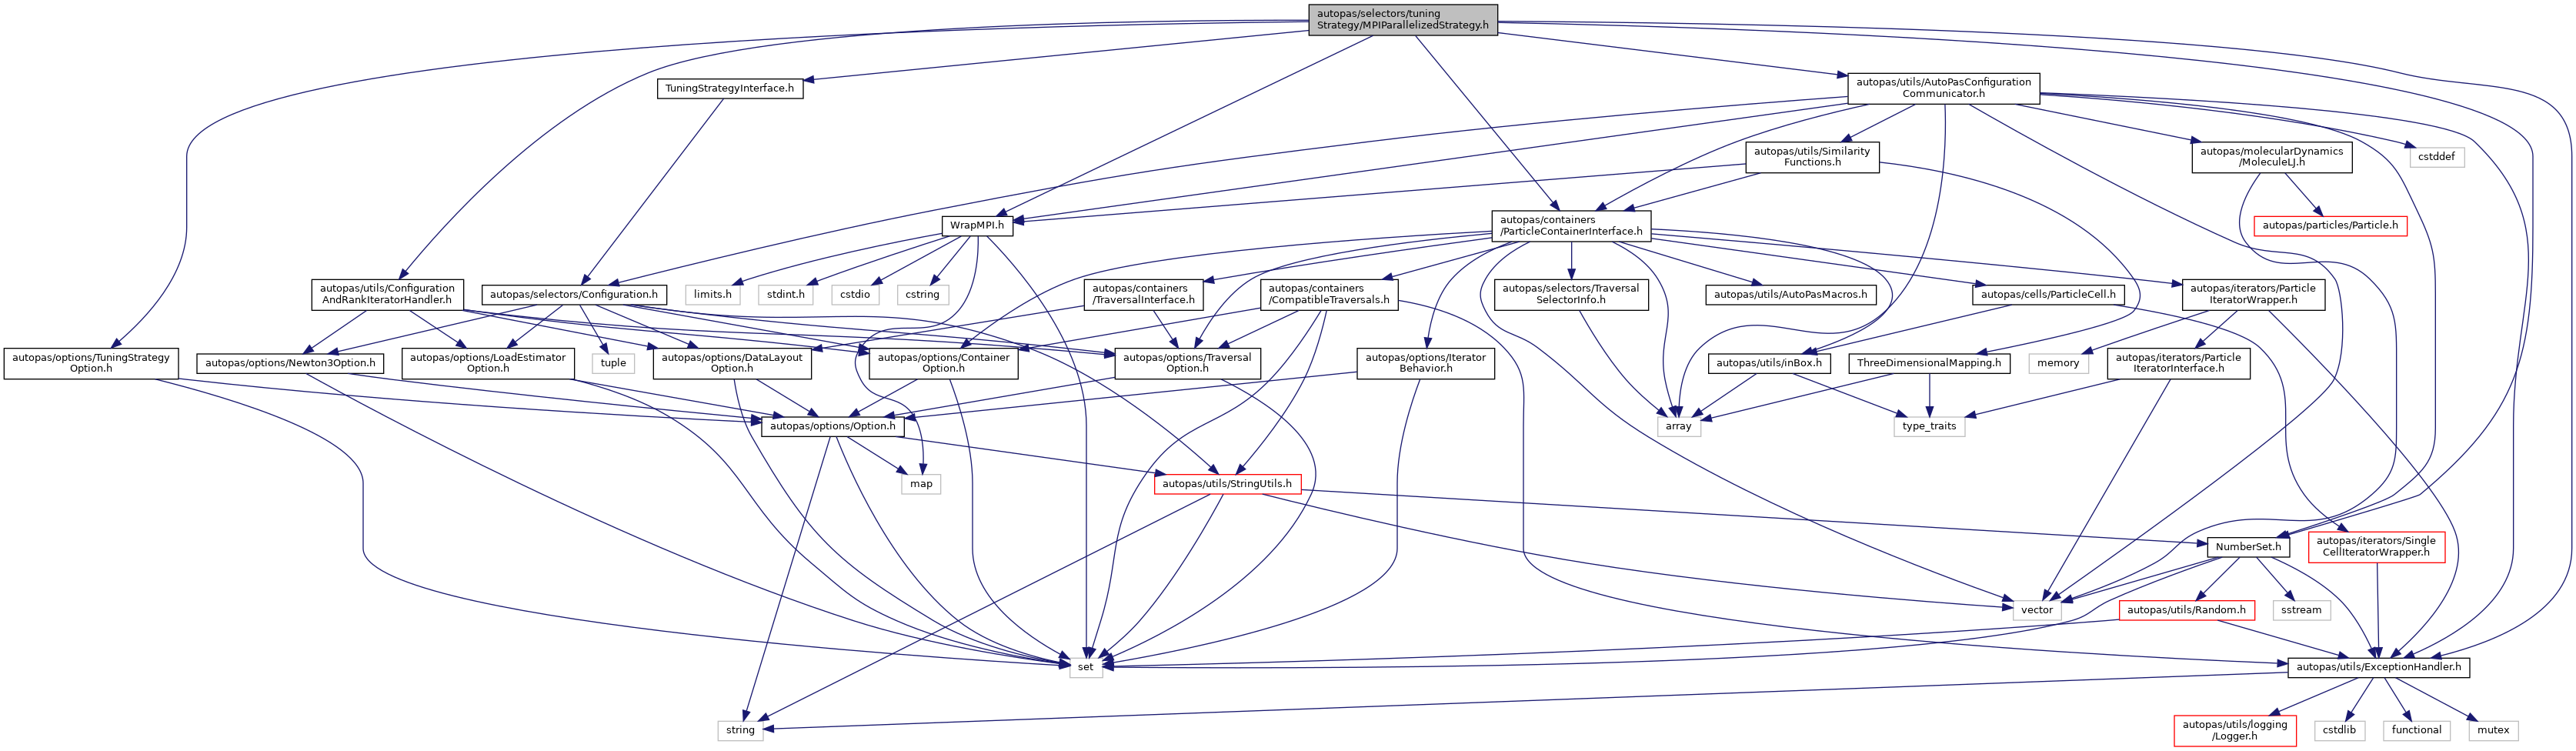 autopas/selectors/tuning
Strategy/MPIParallelizedStrategy.h
TuningStrategyInterface.h
autopas/utils/AutoPasConfiguration
Communicator.h
autopas/utils/Similarity
Functions.h
autopas/molecularDynamics
/MoleculeLJ.h
cstddef
WrapMPI.h
autopas/containers
/ParticleContainerInterface.h
autopas/particles/Particle.h
autopas/utils/Configuration
AndRankIteratorHandler.h
autopas/selectors/Configuration.h
limits.h
stdint.h
cstdio
cstring
autopas/containers
/TraversalInterface.h
autopas/containers
/CompatibleTraversals.h
autopas/selectors/Traversal
SelectorInfo.h
autopas/utils/AutoPasMacros.h
autopas/cells/ParticleCell.h
autopas/iterators/Particle
IteratorWrapper.h
autopas/options/TuningStrategy
Option.h
autopas/options/Newton3Option.h
autopas/options/LoadEstimator
Option.h
tuple
autopas/options/DataLayout
Option.h
autopas/options/Container
Option.h
autopas/options/Traversal
Option.h
autopas/options/Iterator
Behavior.h
autopas/utils/inBox.h
ThreeDimensionalMapping.h
memory
autopas/iterators/Particle
IteratorInterface.h
autopas/options/Option.h
array
type_traits
map
autopas/utils/StringUtils.h
NumberSet.h
autopas/iterators/Single
CellIteratorWrapper.h
vector
autopas/utils/Random.h
sstream
set
autopas/utils/ExceptionHandler.h
string
autopas/utils/logging
/Logger.h
cstdlib
functional
mutex